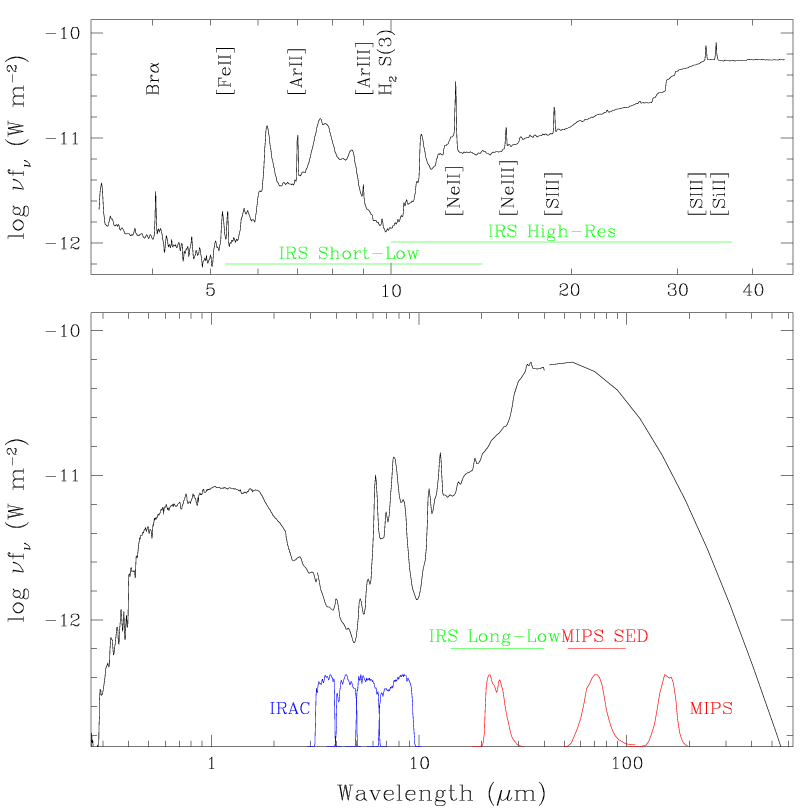 −10
Brα
[FeII]
[ArII]
[ArIII]
H₂ S(3)
−11
log νfν (W m⁻²)
[NeII]
[NeIII]
[SIII]
[SIII]
[SiII]
IRS High−Res
−12
IRS Short−Low
5
10
20
30
40
−10
−11
log νfν (W m⁻²)
−12
IRS Long−Low
MIPS SED
IRAC
MIPS
1
10
100
Wavelength (μm)